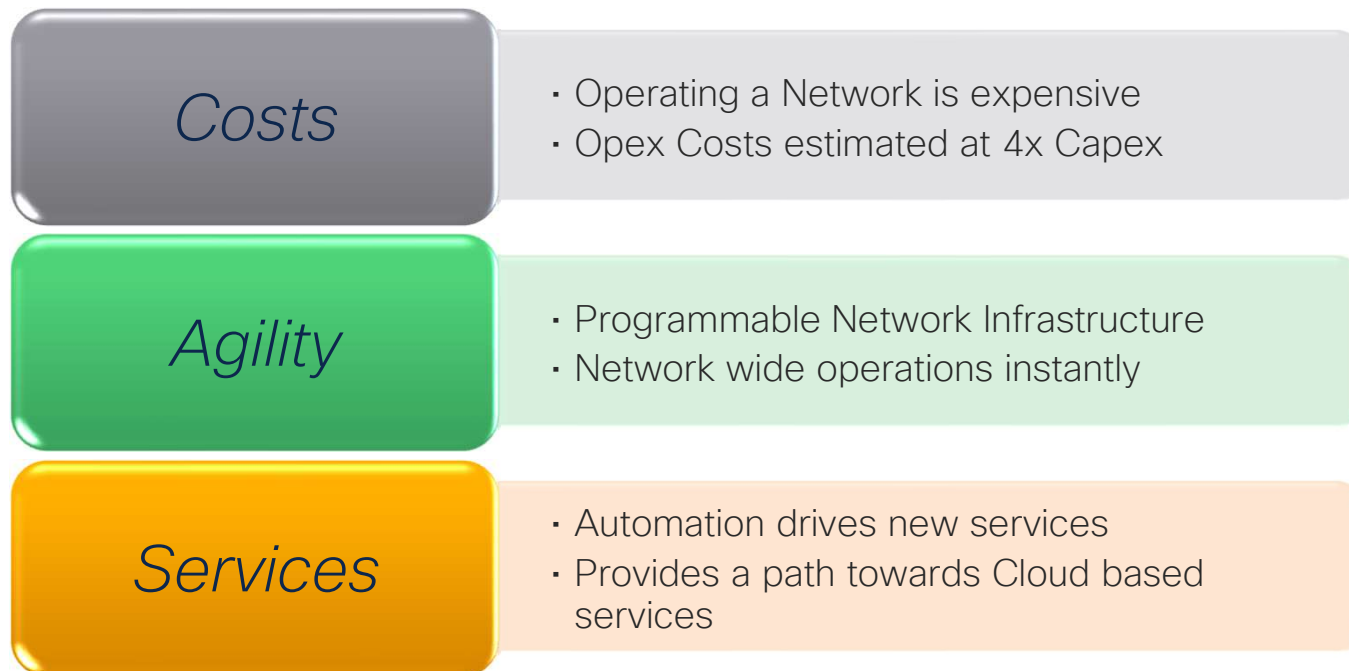 Costs
· Operating a Network is expensive
· Opex Costs estimated at 4x Capex
Agility
· Programmable Network Infrastructure
· Network wide operations instantly
Services
· Automation drives new services
· Provides a path towards Cloud based
services